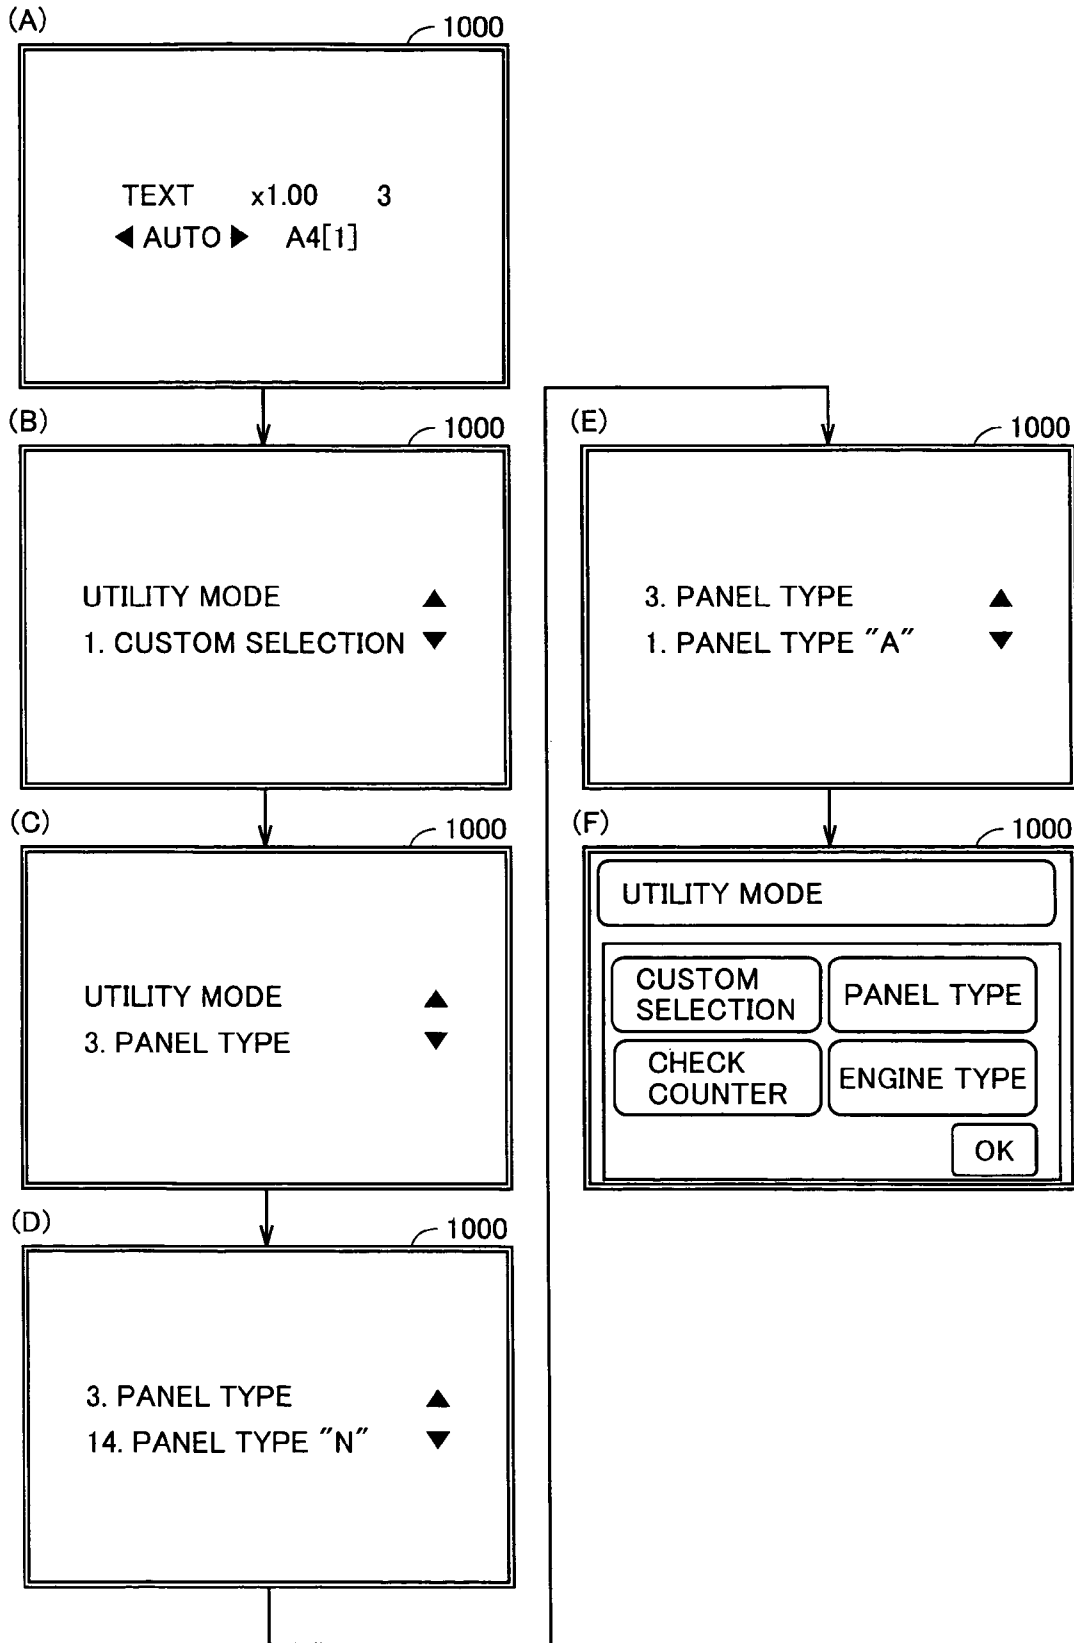 (A)
1000
TEXT x1.00 3
◀ AUTO ▶ A4[1]
(B)
1000
UTILITY MODE ▲
1. CUSTOM SELECTION ▼
(C)
1000
UTILITY MODE ▲
3. PANEL TYPE ▼
(D)
1000
3. PANEL TYPE ▲
14. PANEL TYPE "N" ▼
(E)
1000
3. PANEL TYPE ▲
1. PANEL TYPE "A" ▼
(F)
1000
UTILITY MODE
CUSTOM
SELECTION
PANEL TYPE
CHECK
COUNTER
ENGINE TYPE
OK